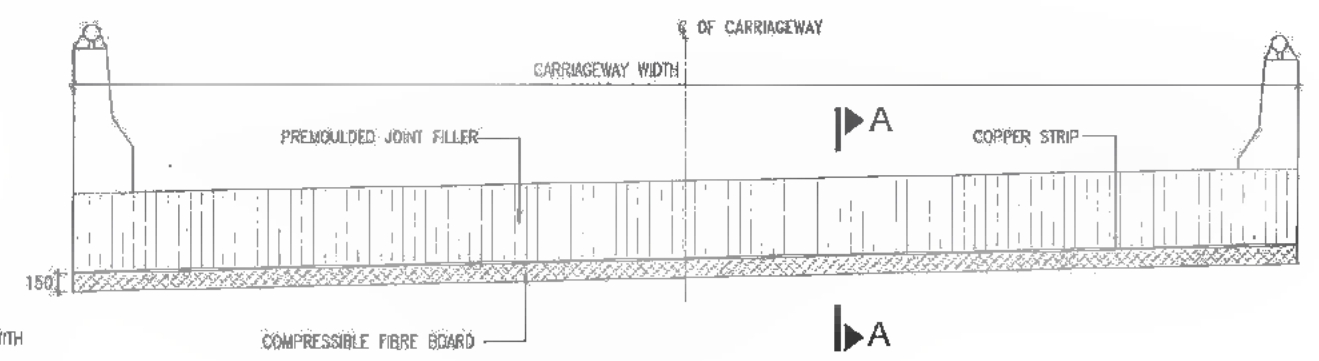 ℄ OF CARRIAGEWAY
CARRIAGEWAY WIDTH
A
PREMOULDED JOINT FILLER
COPPER STRIP
150
A
COMPRESSIBLE FIBRE BOARD